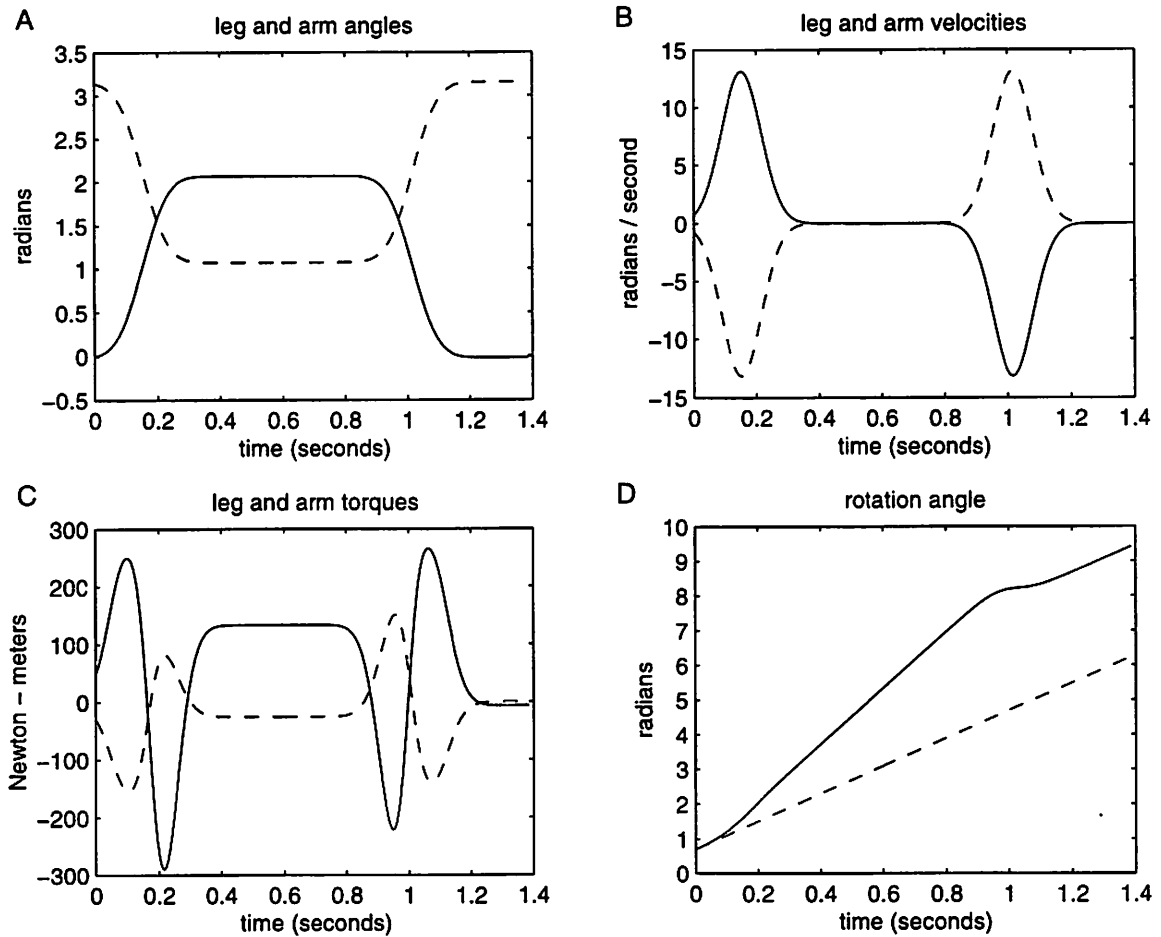 A
leg and arm angles
3.5
3
2.5
2
1.5
1
0.5
0
−0.5
radians
0 0.2 0.4 0.6 0.8 1 1.2 1.4
time (seconds)
B
leg and arm velocities
15
10
5
0
−5
−10
−15
radians / second
0 0.2 0.4 0.6 0.8 1 1.2 1.4
time (seconds)
C
leg and arm torques
300
200
100
0
−100
−200
−300
Newton − meters
0 0.2 0.4 0.6 0.8 1 1.2 1.4
time (seconds)
D
rotation angle
10
9
8
7
6
5
4
3
2
1
0
radians
0 0.2 0.4 0.6 0.8 1 1.2 1.4
time (seconds)